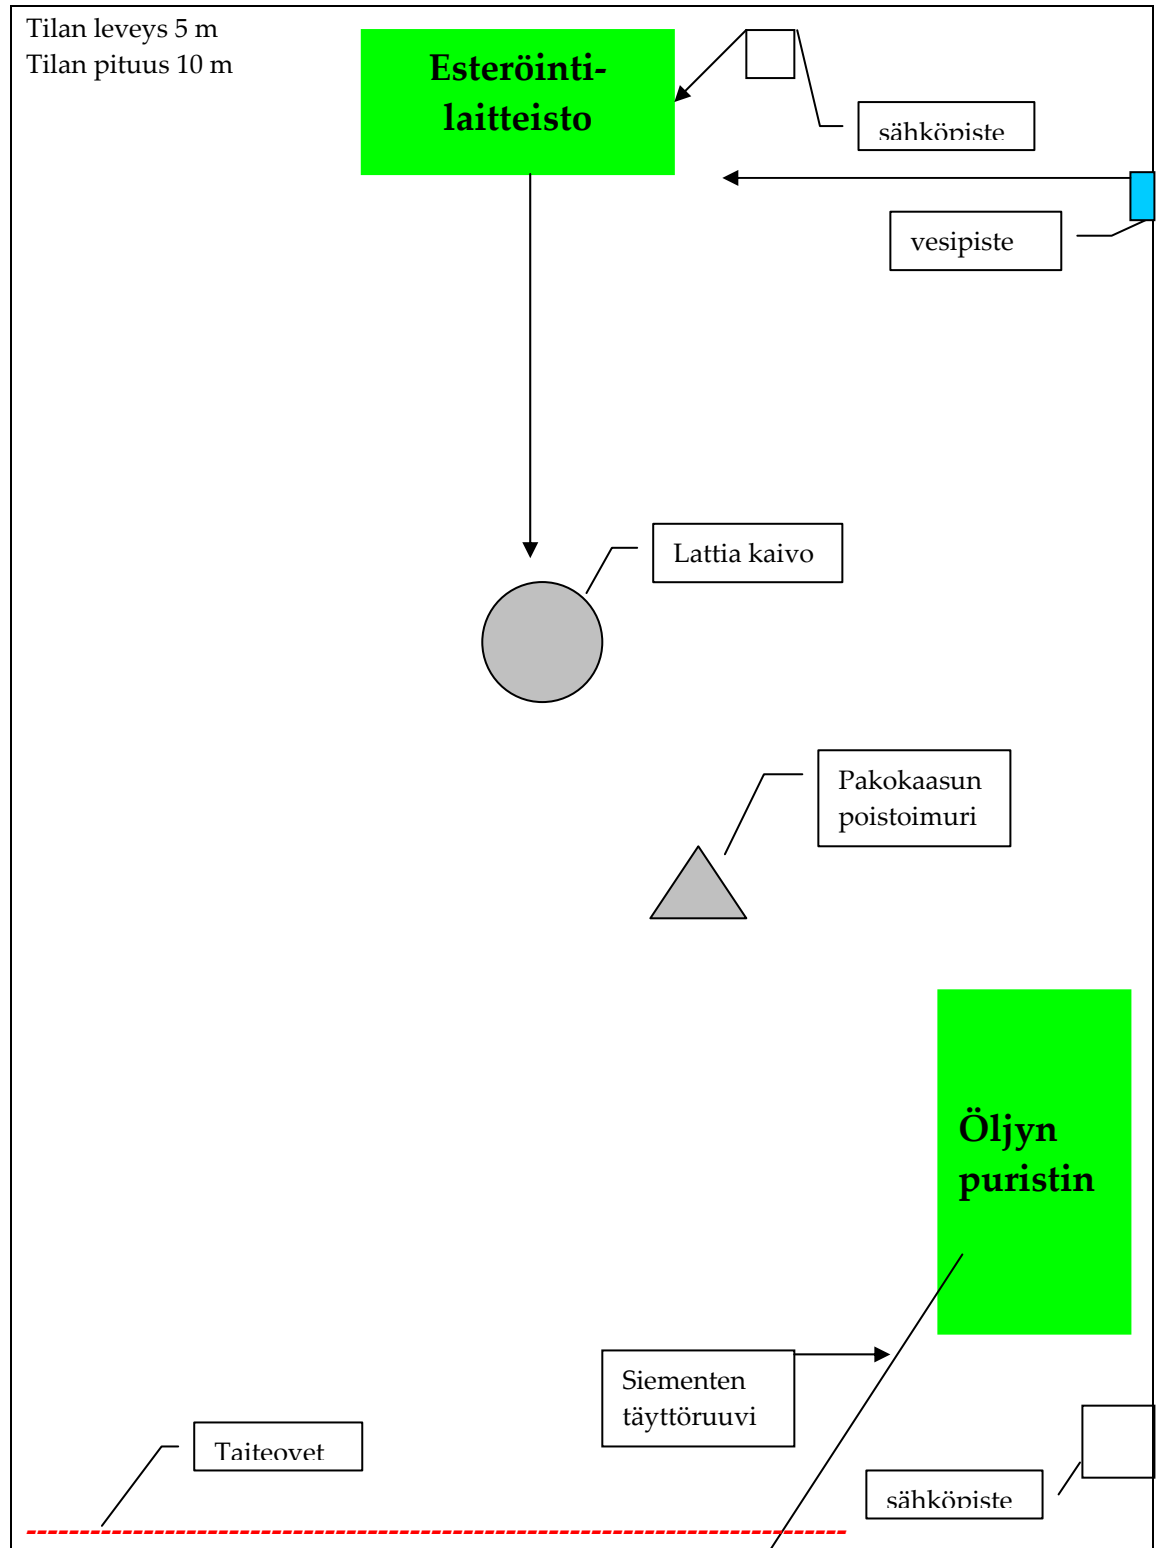 Tilan leveys 5 m
Tilan pituus 10 m
Esteröinti-
laitteisto
sähköpiste
vesipiste
Lattia kaivo
Pakokaasun
poistoimuri
Öljyn
puristin
Siementen
täyttöruuvi
Taiteovet
sähköpiste